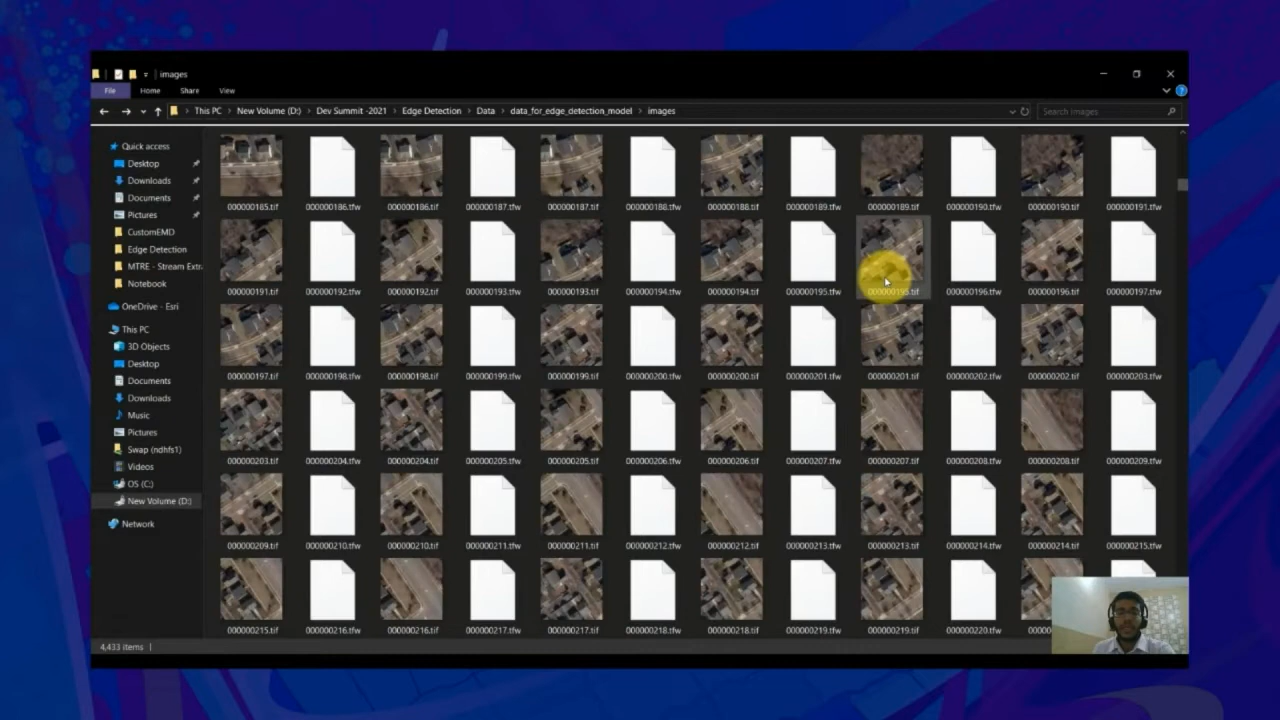 images
File Home Share View
This PC > New Volume (D:) > Dev Summit -2021 > Edge Detection > Data > data_for_edge_detection_model > images
Search images
Quick access
Desktop
Downloads
Documents
Pictures
CustomEMD
Edge Detection
MTRE - Stream Extr
Notebook
OneDrive - Esri
This PC
3D Objects
Desktop
Documents
Downloads
Music
Pictures
Swap (ndhfs1)
Videos
OS (C:)
New Volume (D:)
Network
000000185.tif 000000186.tfw 000000186.tif 000000187.tfw 000000187.tif 000000188.tfw 000000188.tif 000000189.tfw 000000189.tif 000000190.tfw 000000190.tif 000000191.tfw
000000191.tif 000000192.tfw 000000192.tif 000000193.tfw 000000193.tif 000000194.tfw 000000194.tif 000000195.tfw 000000195.tif 000000196.tfw 000000196.tif 000000197.tfw
000000197.tif 000000198.tfw 000000198.tif 000000199.tfw 000000199.tif 000000200.tfw 000000200.tif 000000201.tfw 000000201.tif 000000202.tfw 000000202.tif 000000203.tfw
000000203.tif 000000204.tfw 000000204.tif 000000205.tfw 000000205.tif 000000206.tfw 000000206.tif 000000207.tfw 000000207.tif 000000208.tfw 000000208.tif 000000209.tfw
000000209.tif 000000210.tfw 000000210.tif 000000211.tfw 000000211.tif 000000212.tfw 000000212.tif 000000213.tfw 000000213.tif 000000214.tfw 000000214.tif 000000215.tfw
000000215.tif 000000216.tfw 000000216.tif 000000217.tfw 000000217.tif 000000218.tfw 000000218.tif 000000219.tfw 000000219.tif 000000220.tfw
4,433 items